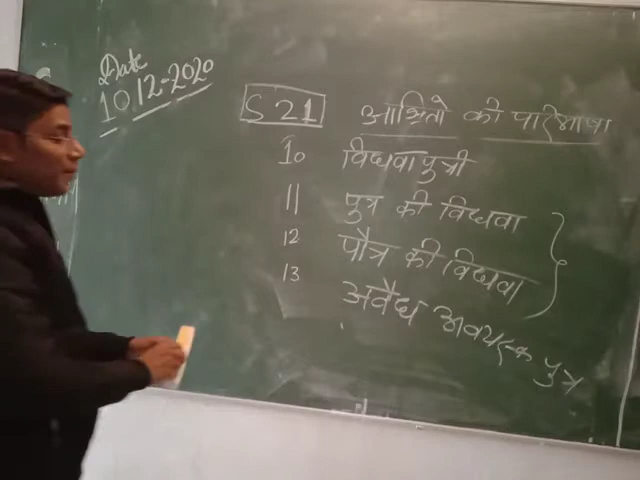 Date
10.12-2020
S 21 आश्रितो की परिभाषा
10 विधवा पुत्री
11 पुत्र की विधवा
12 पौत्र की विधवा
13 अवैध अवयस्क पुत्र